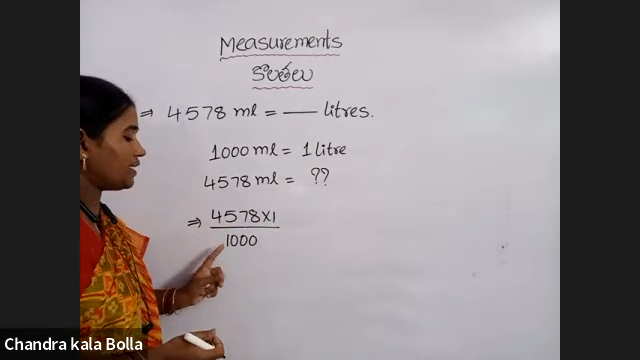 Measurements
కొలతలు
⇒ 4578 ml = — litres.
1000 ml = 1 litre
4578 ml = ??
⇒ 4578×1
1000
Chandra kala Bolla